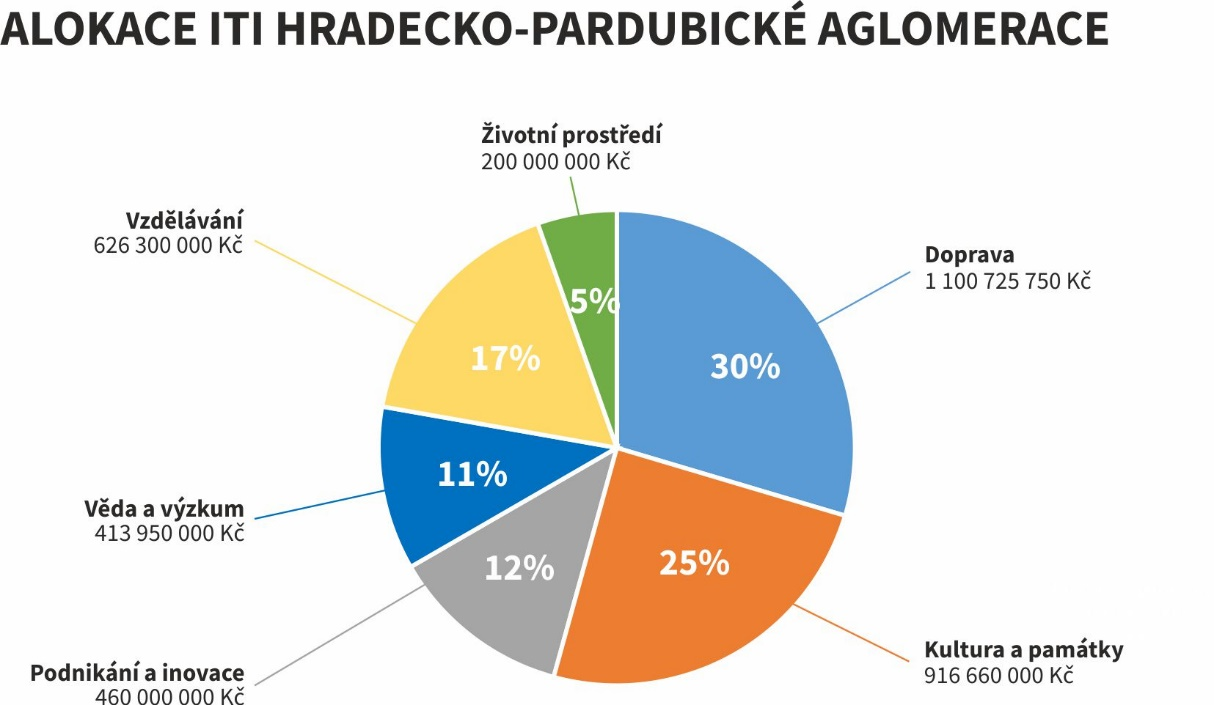 ALOKACE ITI HRADECKO-PARDUBICKÉ AGLOMERACE
Životní prostředí
200 000 000 Kč
Vzdělávání
626 300 000 Kč
Doprava
1 100 725 750 Kč
5%
17%
30%
11%
Věda a výzkum
413 950 000 Kč
12%
25%
Podnikání a inovace
460 000 000 Kč
Kultura a památky
916 660 000 Kč